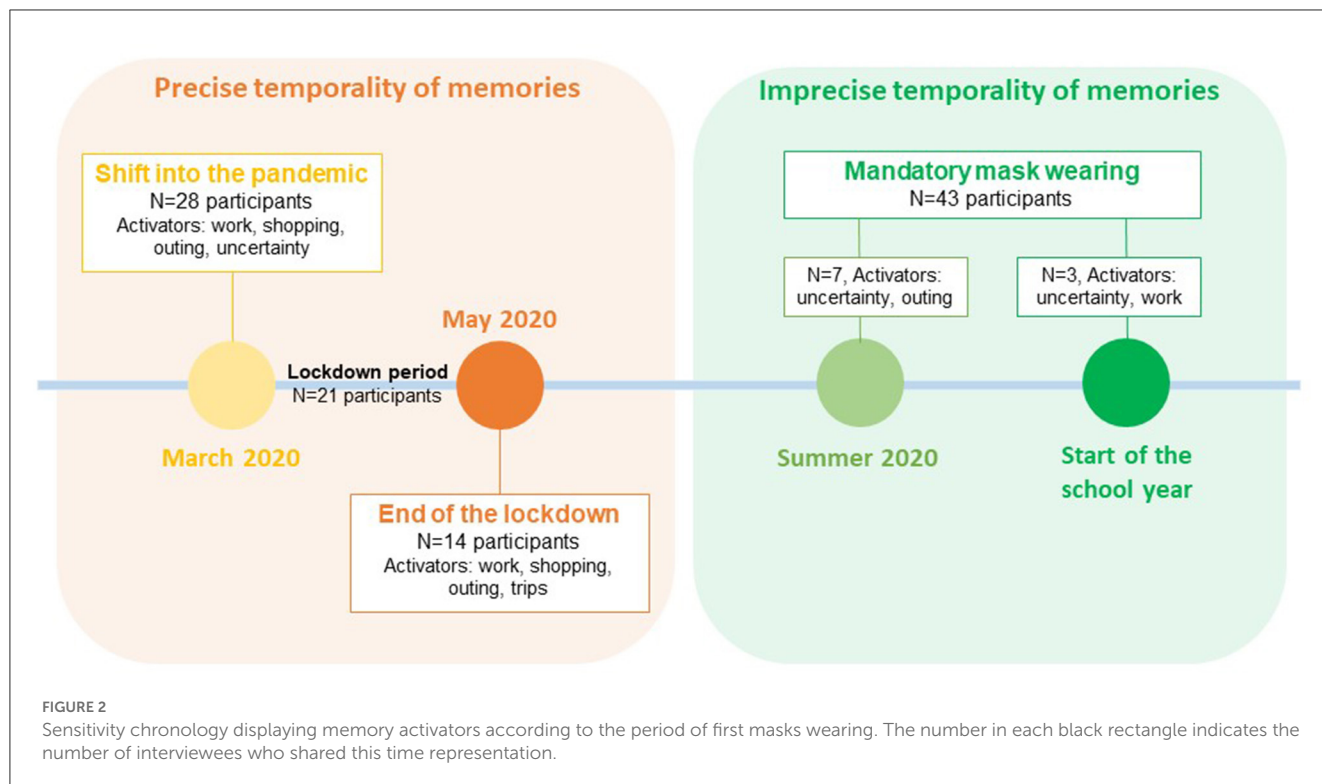 Precise temporality of memories
Shift into the pandemic
N=28 participants
Activators: work, shopping,
outing, uncertainty
March 2020
Lockdown period
N=21 participants
May 2020
End of the lockdown
N=14 participants
Activators: work, shopping,
outing, trips
Imprecise temporality of memories
Mandatory mask wearing
N=43 participants
N=7, Activators:
uncertainty, outing
Summer 2020
N=3, Activators:
uncertainty, work
Start of the
school year
FIGURE 2
Sensitivity chronology displaying memory activators according to the period of first masks wearing. The number in each black rectangle indicates the
number of interviewees who shared this time representation.